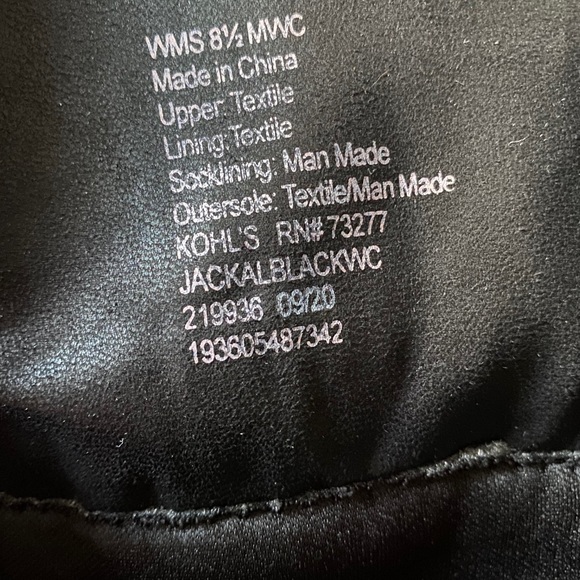 WMS 8½ MWC
Made in China
Upper: Textile
Lining: Textile
Socklining: Man Made
Outersole: Textile/Man Made
KOHL'S RN# 73277
JACKALBLACKWC
219936 09/20
193605487342